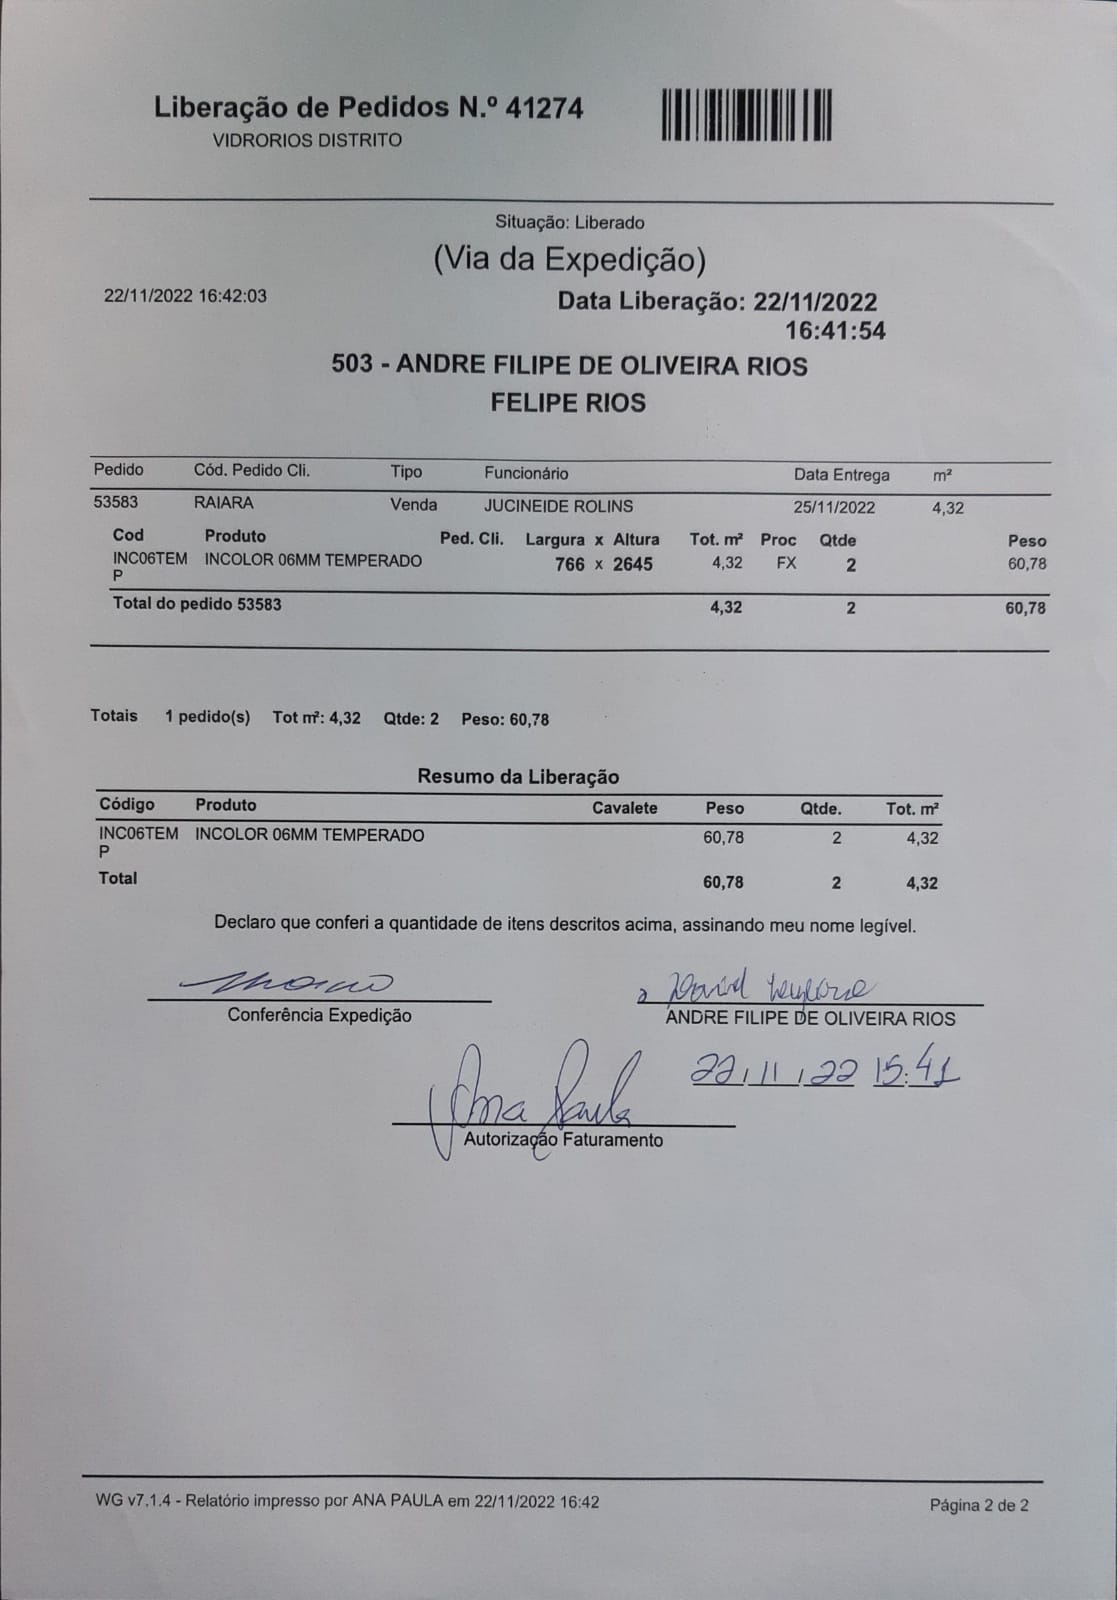 Liberação de Pedidos N.º 41274
VIDRORIOS DISTRITO
Situação: Liberado
(Via da Expedição)
22/11/2022 16:42:03
Data Liberação: 22/11/2022
16:41:54
503 - ANDRE FILIPE DE OLIVEIRA RIOS
FELIPE RIOS
Pedido Cód. Pedido Cli. Tipo Funcionário Data Entrega m²
53583 RAIARA Venda JUCINEIDE ROLINS 25/11/2022 4,32
Cod Produto Ped. Cli. Largura x Altura Tot. m² Proc Qtde Peso
INC06TEM INCOLOR 06MM TEMPERADO 766 x 2645 4,32 FX 2 60,78
P
Total do pedido 53583 4,32 2 60,78
Totais 1 pedido(s) Tot m²: 4,32 Qtde: 2 Peso: 60,78
Resumo da Liberação
Código Produto Cavalete Peso Qtde. Tot. m²
INC06TEM INCOLOR 06MM TEMPERADO 60,78 2 4,32
P
Total 60,78 2 4,32
Declaro que conferi a quantidade de itens descritos acima, assinando meu nome legível.
David
Conferência Expedição ANDRE FILIPE DE OLIVEIRA RIOS
22/11/22 15:41
Ana Paula
Autorização Faturamento
WG v7.1.4 - Relatório impresso por ANA PAULA em 22/11/2022 16:42
Página 2 de 2